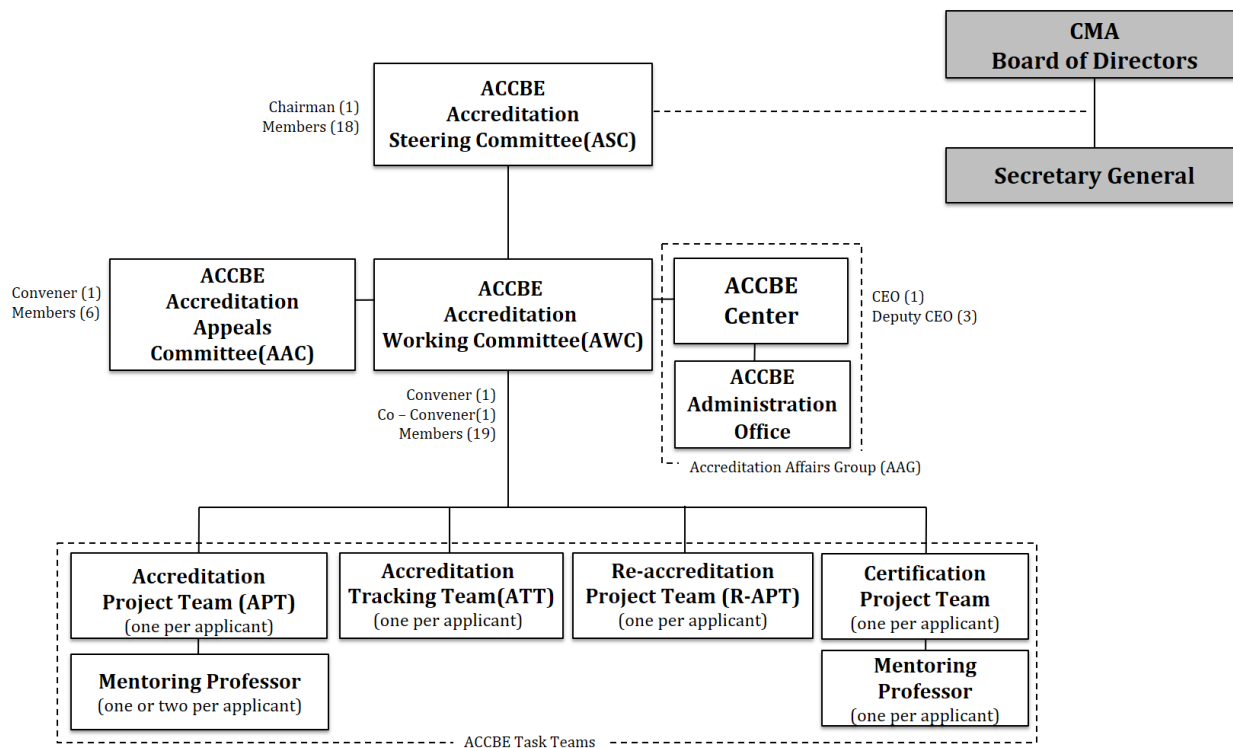 CMA
Board of Directors
Secretary General
Chairman (1)
Members (18)
ACCBE
Accreditation
Steering Committee(ASC)
Convener (1)
Members (6)
ACCBE
Accreditation
Appeals
Committee(AAC)
ACCBE
Accreditation
Working Committee(AWC)
Convener (1)
Co – Convener(1)
Members (19)
ACCBE
Center
CEO (1)
Deputy CEO (3)
ACCBE
Administration
Office
Accreditation Affairs Group (AAG)
Accreditation
Project Team (APT)
(one per applicant)
Accreditation
Tracking Team(ATT)
(one per applicant)
Re-accreditation
Project Team (R-APT)
(one per applicant)
Certification
Project Team
(one per applicant)
Mentoring Professor
(one or two per applicant)
Mentoring
Professor
(one per applicant)
ACCBE Task Teams